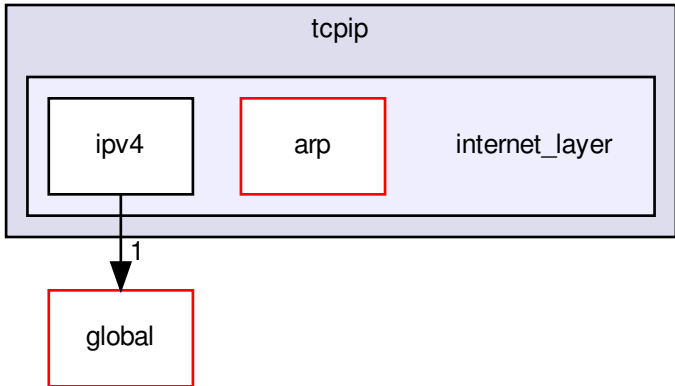 tcpip
ipv4
arp
internet_layer
1
global